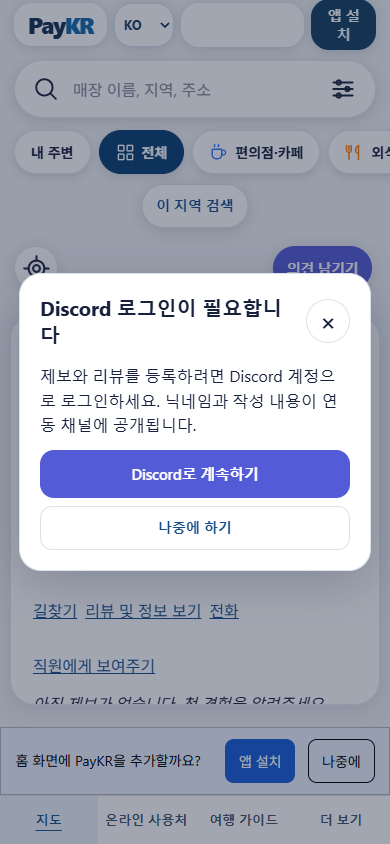 PayKR
KO
앱 설
치
매장 이름, 지역, 주소
내 주변
전체
편의점·카페
외식
이 지역 검색
의견 남기기
Discord 로그인이 필요합니
다
×
제보와 리뷰를 등록하려면 Discord 계정으
로 로그인하세요. 닉네임과 작성 내용이 연
동 채널에 공개됩니다.
Discord로 계속하기
나중에 하기
길찾기 리뷰 및 정보 보기 전화
직원에게 보여주기
아직 제보가 없습니다. 첫 경험을 알려주세요.
홈 화면에 PayKR을 추가할까요?
앱 설치
나중에
지도
온라인 사용처
여행 가이드
더 보기